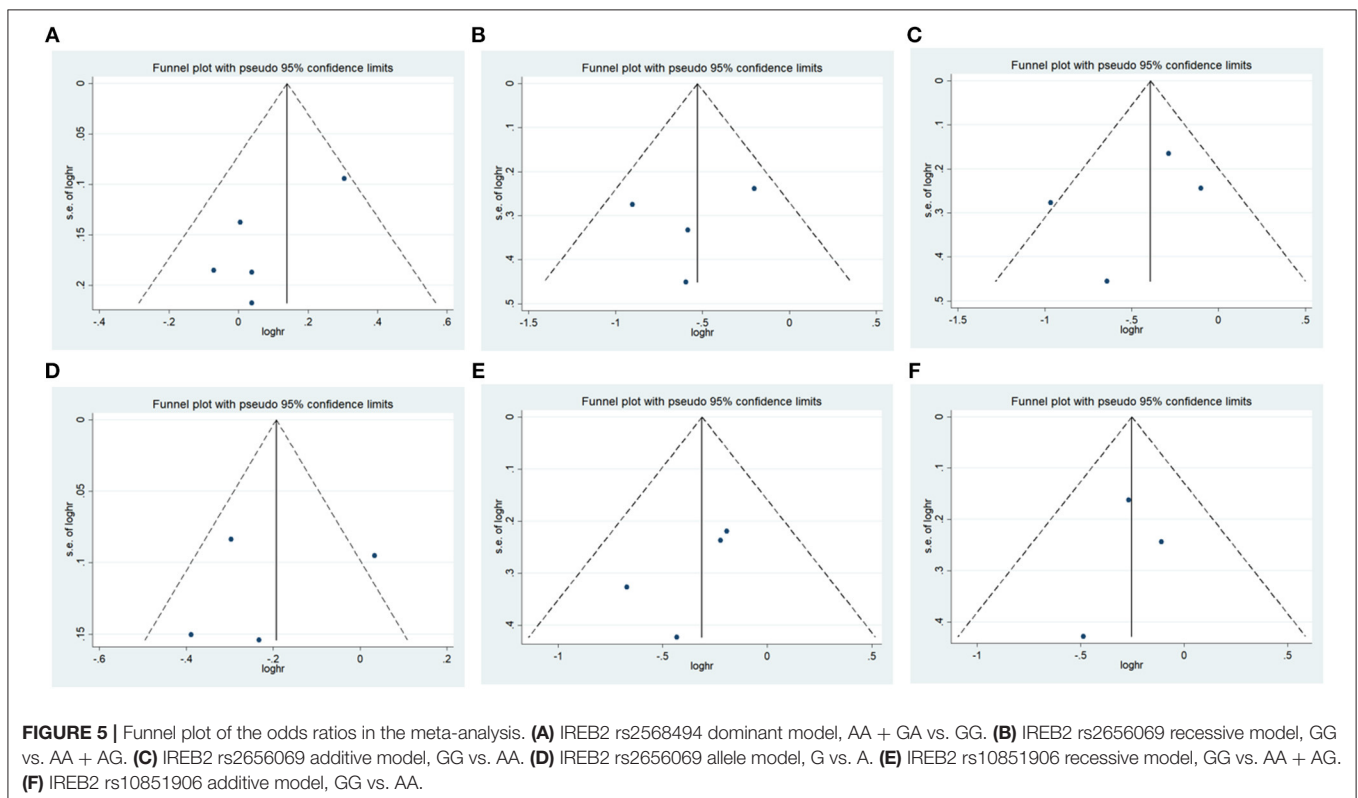 A
Funnel plot with pseudo 95% confidence limits
s.e. of loghr
0
.05
.1
.15
.2
-.4
-.2
0
.2
.4
.6
loghr
B
Funnel plot with pseudo 95% confidence limits
s.e. of loghr
0
.1
.2
.3
.4
.5
-1.5
-1
-.5
0
.5
loghr
C
Funnel plot with pseudo 95% confidence limits
s.e. of loghr
0
.1
.2
.3
.4
.5
-1.5
-1
-.5
0
.5
loghr
D
Funnel plot with pseudo 95% confidence limits
s.e. of loghr
0
.05
.1
.15
-.6
-.4
-.2
0
.2
loghr
E
Funnel plot with pseudo 95% confidence limits
s.e. of loghr
0
.1
.2
.3
.4
-1
-.5
0
.5
loghr
F
Funnel plot with pseudo 95% confidence limits
s.e. of loghr
0
.1
.2
.3
.4
-1
-.5
0
.5
loghr
FIGURE 5 | Funnel plot of the odds ratios in the meta-analysis. (A) IREB2 rs2568494 dominant model, AA + GA vs. GG. (B) IREB2 rs2656069 recessive model, GG
vs. AA + AG. (C) IREB2 rs2656069 additive model, GG vs. AA. (D) IREB2 rs2656069 allele model, G vs. A. (E) IREB2 rs10851906 recessive model, GG vs. AA + AG.
(F) IREB2 rs10851906 additive model, GG vs. AA.